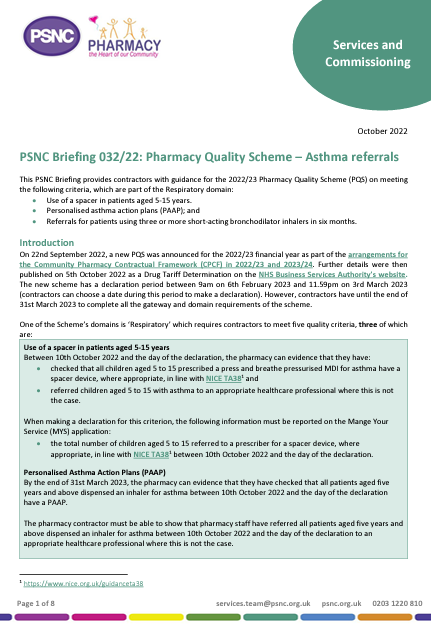 PSNC
PHARMACY
the Heart of our Community
Services and
Commissioning
October 2022
PSNC Briefing 032/22: Pharmacy Quality Scheme – Asthma referrals
This PSNC Briefing provides contractors with guidance for the 2022/23 Pharmacy Quality Scheme (PQS) on meeting
the following criteria, which are part of the Respiratory domain:
• Use of a spacer in patients aged 5-15 years.
• Personalised asthma action plans (PAAP); and
• Referrals for patients using three or more short-acting bronchodilator inhalers in six months.
Introduction
On 22nd September 2022, a new PQS was announced for the 2022/23 financial year as part of the arrangements for
the Community Pharmacy Contractual Framework (CPCF) in 2022/23 and 2023/24. Further details were then
published on 5th October 2022 as a Drug Tariff Determination on the NHS Business Services Authority's website.
The new scheme has a declaration period between 9am on 6th February 2023 and 11.59pm on 3rd March 2023
(contractors can choose a date during this period to make a declaration). However, contractors have until the end of
31st March 2023 to complete all the gateway and domain requirements of the scheme.
One of the Scheme's domains is 'Respiratory' which requires contractors to meet five quality criteria, three of which
are:
Use of a spacer in patients aged 5-15 years
Between 10th October 2022 and the day of the declaration, the pharmacy can evidence that they have:
• checked that all children aged 5 to 15 prescribed a press and breathe pressurised MDI for asthma have a
spacer device, where appropriate, in line with NICE TA38¹ and
• referred children aged 5 to 15 with asthma to an appropriate healthcare professional where this is not the
case.
When making a declaration for this criterion, the following information must be reported on the Mange Your
Service (MYS) application:
• the total number of children aged 5 to 15 referred to a prescriber for a spacer device, where
appropriate, in line with NICE TA38¹ between 10th October 2022 and the day of the declaration.
Personalised Asthma Action Plans (PAAP)
By the end of 31st March 2023, the pharmacy can evidence that they have checked that all patients aged five
years and above dispensed an inhaler for asthma between 10th October 2022 and the day of the declaration
have a PAAP.
The pharmacy contractor must be able to show that pharmacy staff have referred all patients aged five years and
above dispensed an inhaler for asthma between 10th October 2022 and the day of the declaration to an
appropriate healthcare professional where this is not the case.
¹ https://www.nice.org.uk/guidance/ta38
Page 1 of 8
services.team@psnc.org.uk psnc.org.uk 0203 1220 810